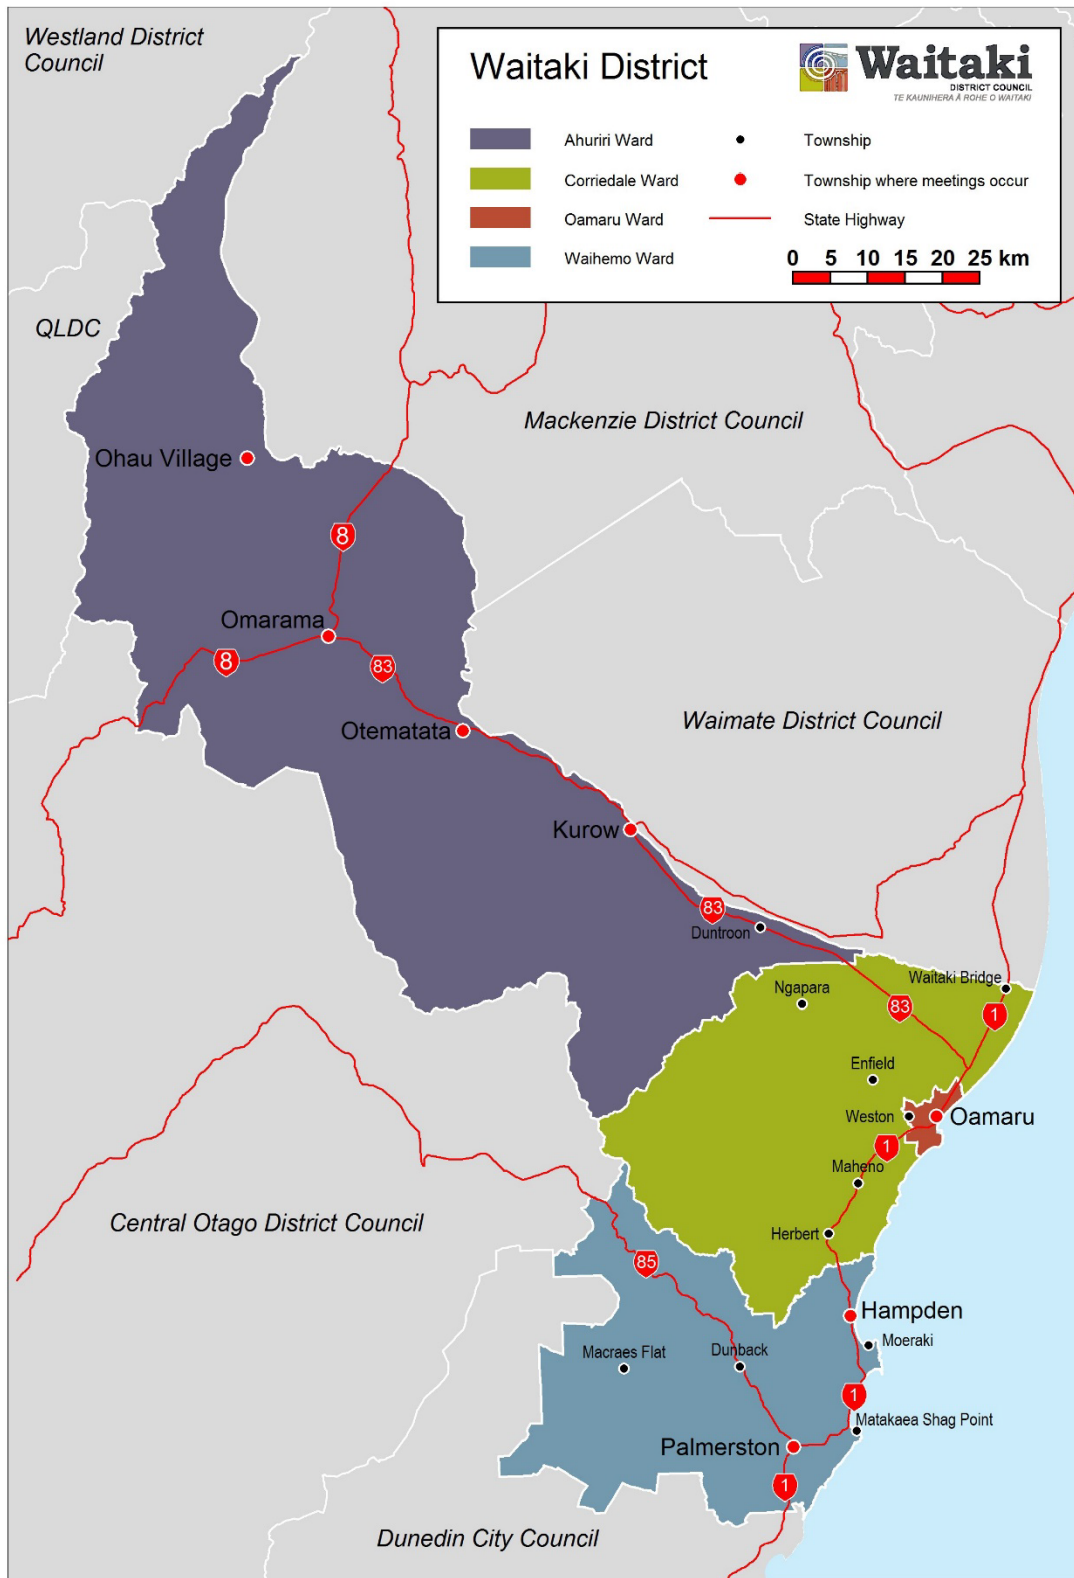 Westland District
Council
Waitaki District
Waitaki
DISTRICT COUNCIL
TE KAUNIHERA Ā ROHE O WAITAKI
Ahuriri Ward
Township
Corriedale Ward
Township where meetings occur
Oamaru Ward
State Highway
Waihemo Ward
0 5 10 15 20 25 km
QLDC
Mackenzie District Council
Ohau Village
8
Omarama
8
83
Otematata
Waimate District Council
Kurow
83
Duntroon
Waitaki Bridge
Ngapara
83
1
Enfield
Weston
Oamaru
1
Maheno
Central Otago District Council
Herbert
85
Hampden
Moeraki
Macraes Flat
Dunback
1
Matakaea Shag Point
Palmerston
1
Dunedin City Council